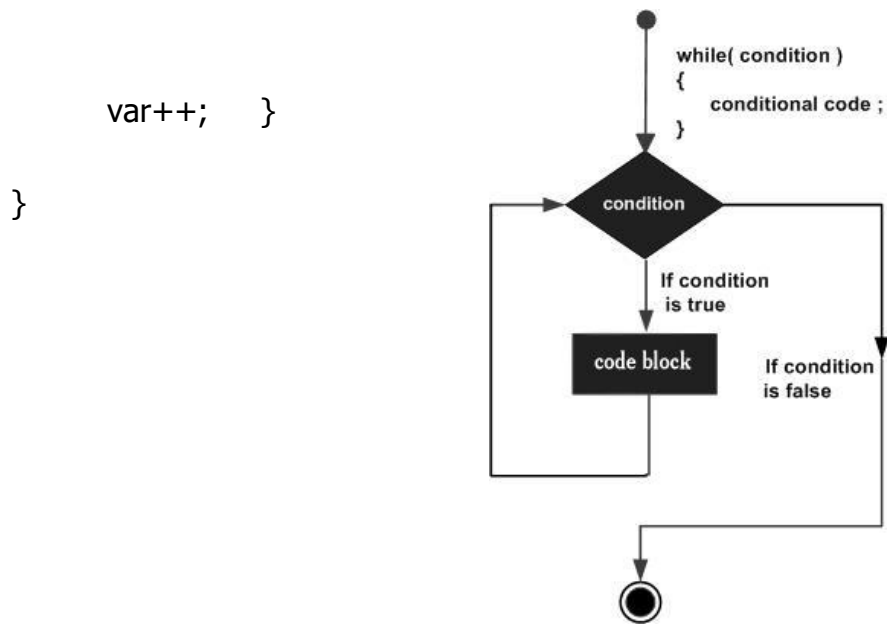 var++; }
}
while( condition )
{
conditional code ;
}
condition
If condition
is true
code block
If condition
is false